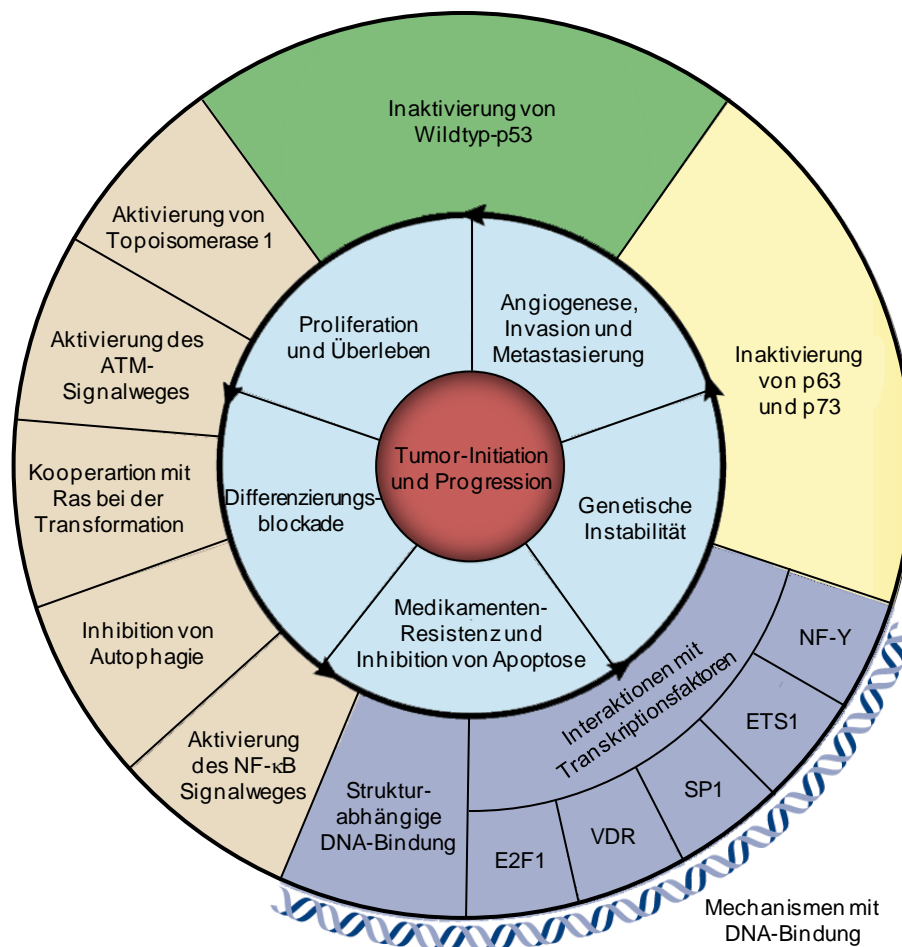 Inaktivierung von
Wildtyp-p53
Aktivierung von
Topoisomerase 1
Angiogenese,
Invasion und
Metastasierung
Proliferation
und Überleben
Aktivierung des
ATM-
Signalweges
Inaktivierung
von p63
und p73
Tumor-Initiation
und Progression
Kooperartion mit
Ras bei der
Transformation
Differenzierungs-
blockade
Genetische
Instabilität
Medikamenten-
Resistenz und
Inhibition von Apoptose
Inhibition von
Autophagie
Interaktionen mit
Transkriptionsfaktoren
NF-Y
ETS1
SP1
VDR
E2F1
Aktivierung
des NF-κB
Signalweges
Struktur-
abhängige
DNA-Bindung
Mechanismen mit
DNA-Bindung